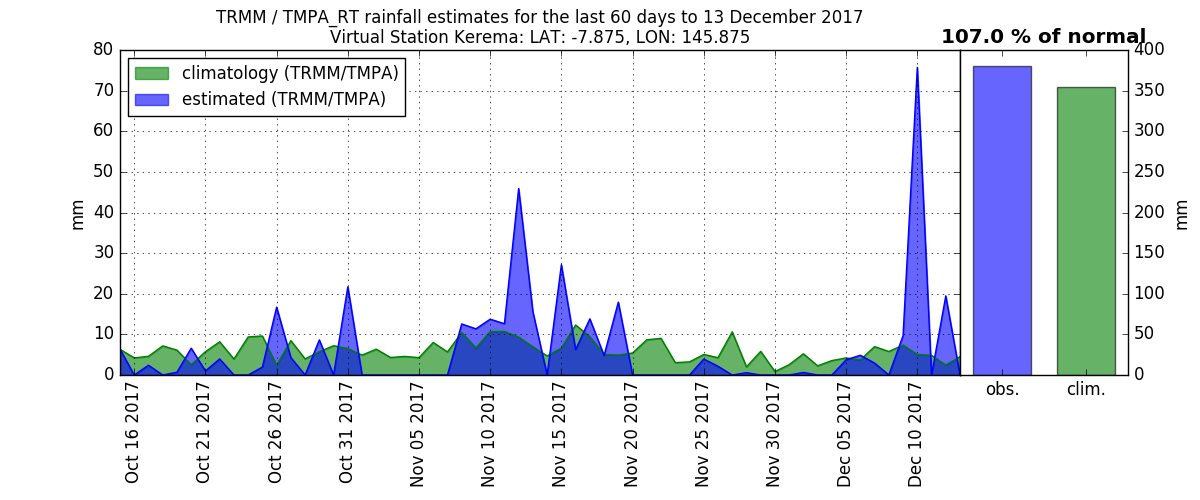 TRMM / TMPA_RT rainfall estimates for the last 60 days to 13 December 2017
Virtual Station Kerema: LAT: -7.875, LON: 145.875
107.0 % of normal
climatology (TRMM/TMPA)
estimated (TRMM/TMPA)
80
70
60
50
40
30
20
10
0
mm
Oct 16 2017
Oct 21 2017
Oct 26 2017
Oct 31 2017
Nov 05 2017
Nov 10 2017
Nov 15 2017
Nov 20 2017
Nov 25 2017
Nov 30 2017
Dec 05 2017
Dec 10 2017
obs.
clim.
400
350
300
250
200
150
100
50
0
mm